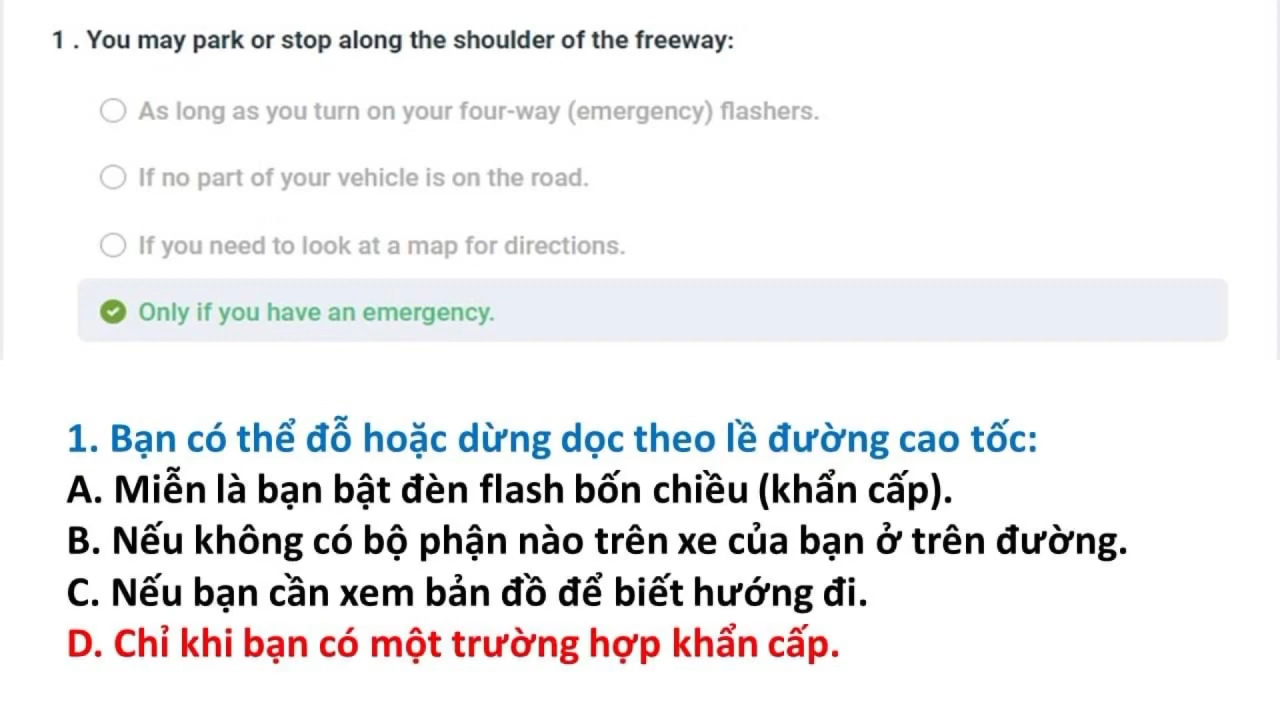 1 . You may park or stop along the shoulder of the freeway:
As long as you turn on your four-way (emergency) flashers.
If no part of your vehicle is on the road.
If you need to look at a map for directions.
Only if you have an emergency.
1. Bạn có thể đỗ hoặc dừng dọc theo lề đường cao tốc:
A. Miễn là bạn bật đèn flash bốn chiều (khẩn cấp).
B. Nếu không có bộ phận nào trên xe của bạn ở trên đường.
C. Nếu bạn cần xem bản đồ để biết hướng đi.
D. Chỉ khi bạn có một trường hợp khẩn cấp.